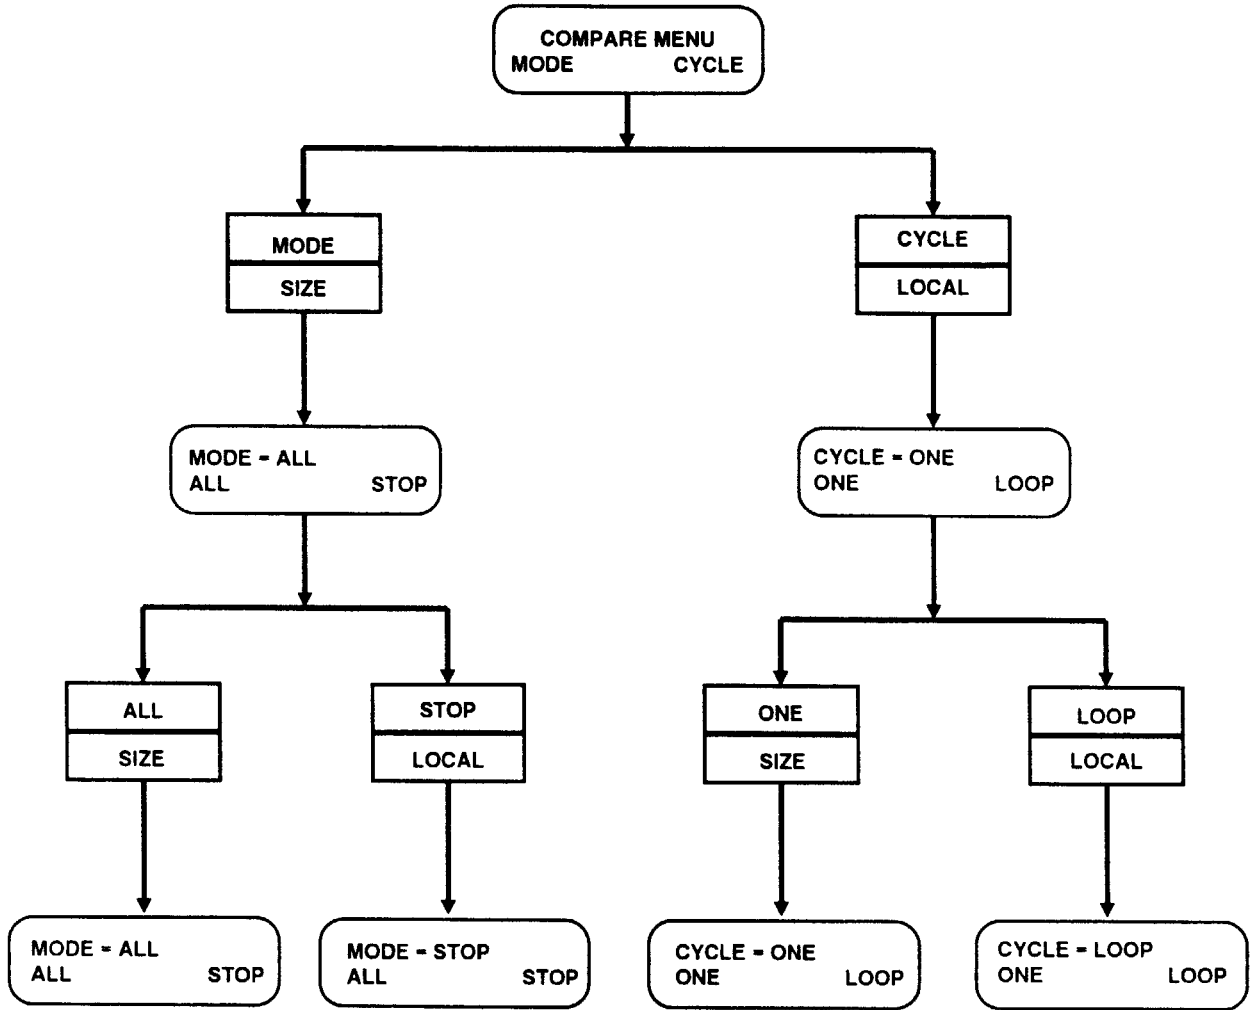 COMPARE MENU
MODE CYCLE
MODE
SIZE
CYCLE
LOCAL
MODE = ALL
ALL STOP
CYCLE = ONE
ONE LOOP
ALL
SIZE
STOP
LOCAL
ONE
SIZE
LOOP
LOCAL
MODE = ALL
ALL STOP
MODE = STOP
ALL STOP
CYCLE = ONE
ONE LOOP
CYCLE = LOOP
ONE LOOP